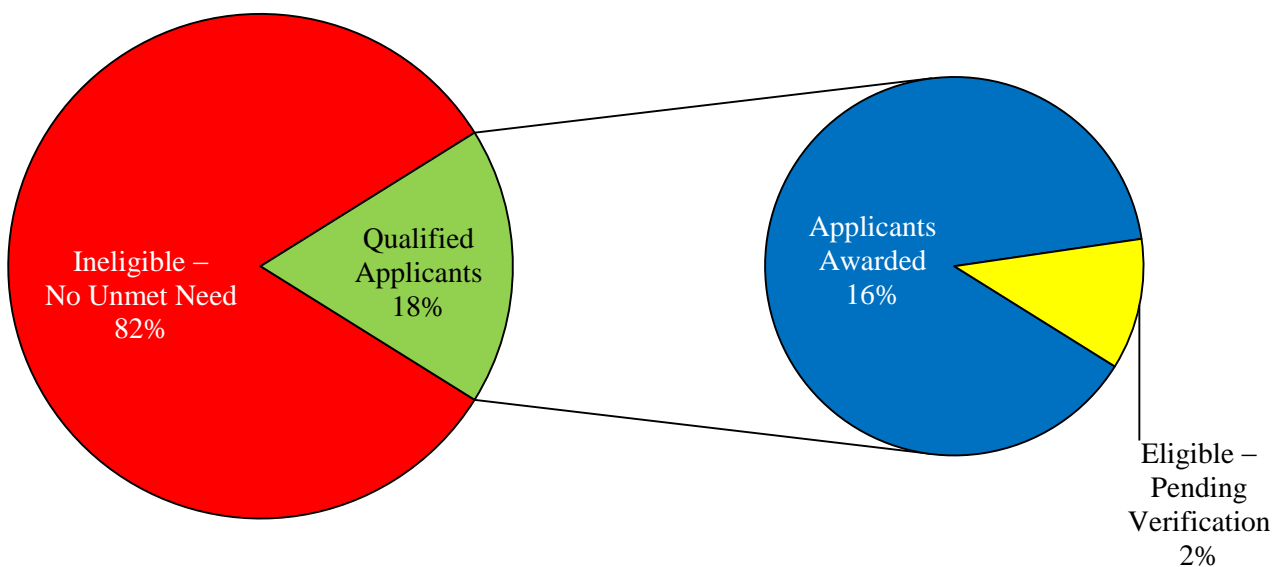 Ineligible –
No Unmet Need
82%
Qualified
Applicants
18%
Applicants
Awarded
16%
Eligible –
Pending
Verification
2%